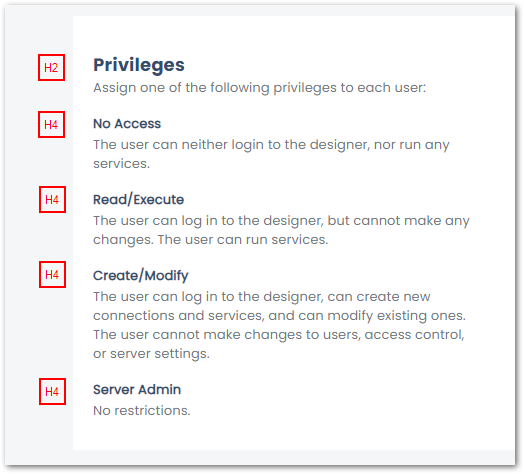 H2
Privileges
Assign one of the following privileges to each user:
H4
No Access
The user can neither login to the designer, nor run any
services.
H4
Read/Execute
The user can log in to the designer, but cannot make any
changes. The user can run services.
H4
Create/Modify
The user can log in to the designer, can create new
connections and services, and can modify existing ones.
The user cannot make changes to users, access control,
or server settings.
H4
Server Admin
No restrictions.